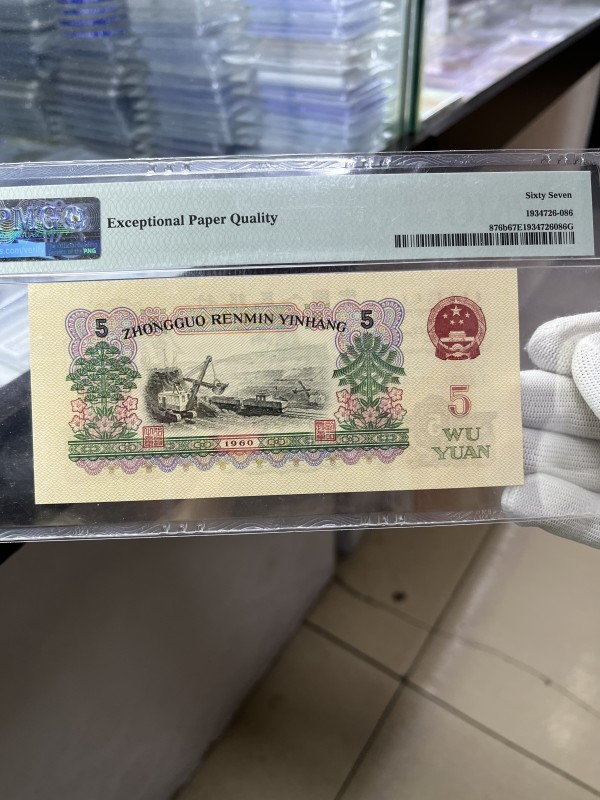 PMG
Exceptional Paper Quality
Sixty Seven
1934726-086
876b67E1934726086G
5 ZHONGGUO RENMIN YINHANG 5
1960
5
WU
YUAN